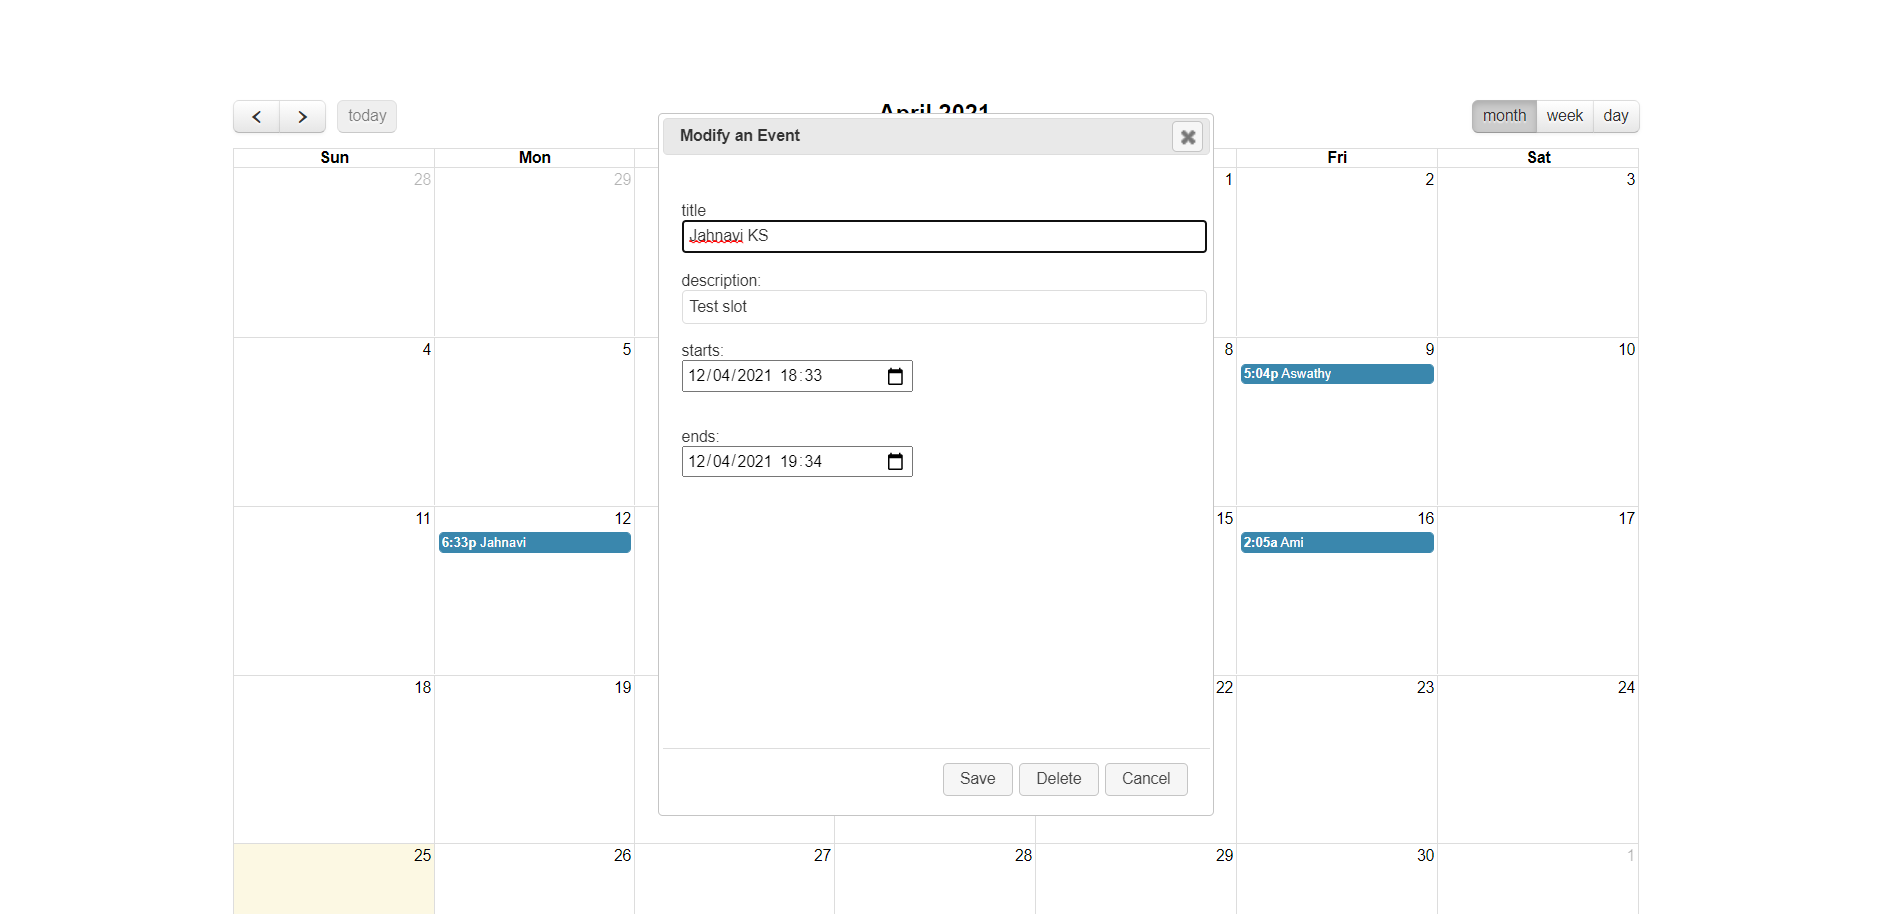 today
April 2021
month week day
Modify an Event
Sun Mon Fri Sat
28 29 1 2 3
title
Jahnavi KS
description:
Test slot
starts:
12/04/2021 18:33
4 5 8 9 10
5:04p Aswathy
ends:
12/04/2021 19:34
11 12 15 16 17
6:33p Jahnavi
2:05a Ami
18 19 22 23 24
Save Delete Cancel
25 26 27 28 29 30 1